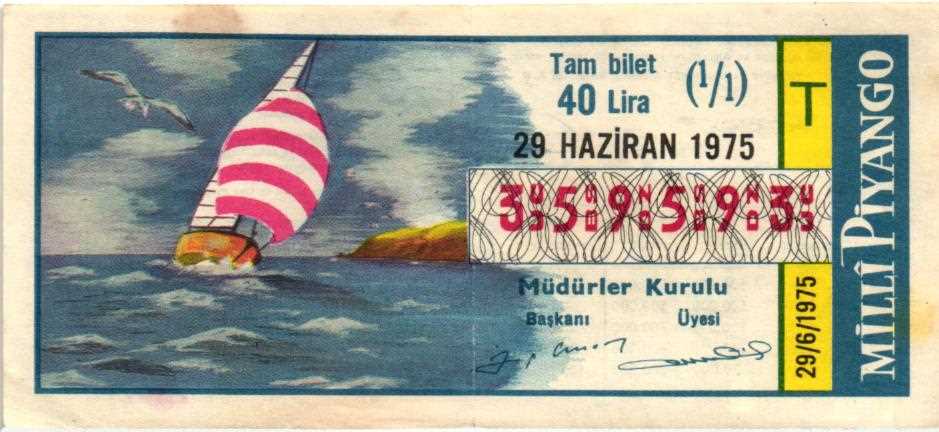 Tam bilet
40 Lira
(1/1)
29 HAZİRAN 1975
359593
Müdürler Kurulu
Başkanı Üyesi
T
29/6/1975
MİLLÎ PİYANGO